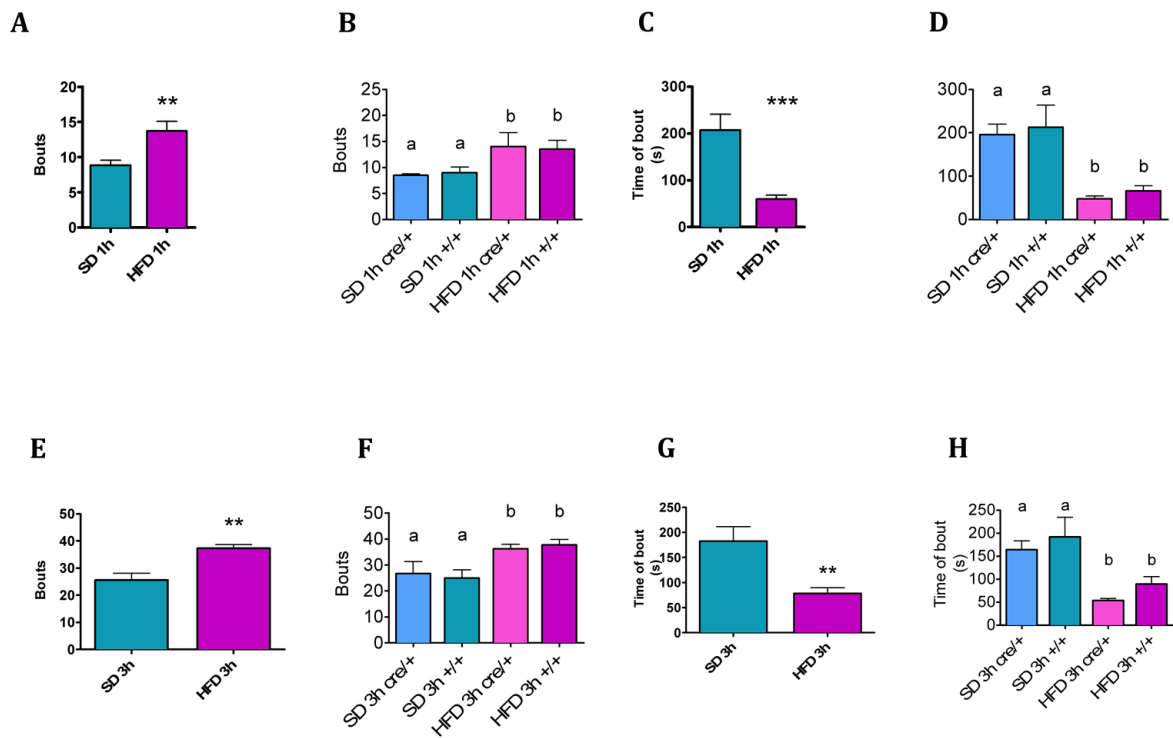 A
B
C
D
20
15
10
5
0
Bouts
**
SD 1h
HFD 1h
25
20
15
10
5
0
Bouts
a
a
b
b
SD 1h cre/+
SD 1h +/+
HFD 1h cre/+
HFD 1h +/+
300
200
100
0
Time of bout
(s)
***
SD 1h
HFD 1h
300
200
100
0
Time of bout
(s)
a
a
b
b
SD 1h cre/+
SD 1h +/+
HFD 1h cre/+
HFD 1h +/+
E
F
G
H
50
40
30
20
10
0
Bouts
**
SD 3h
HFD 3h
50
40
30
20
10
0
Bouts
a
a
b
b
SD 3h cre/+
SD 3h +/+
HFD 3h cre/+
HFD 3h +/+
250
200
150
100
50
0
Time of bout
(s)
**
SD 3h
HFD 3h
250
200
150
100
50
0
Time of bout
(s)
a
a
b
b
SD 3h cre/+
SD 3h +/+
HFD 3h cre/+
HFD 3h +/+